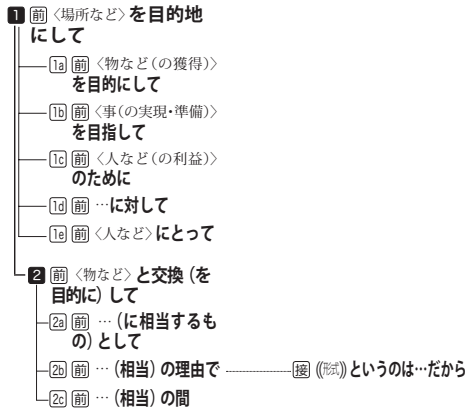 1 前〈場所など〉を目的地
にして
1a 前〈物など(の獲得)〉
を目的にして
1b 前〈事(の実現・準備)〉
を目指して
1c 前〈人など(の利益)〉
のために
1d 前 …に対して
1e 前〈人など〉にとって
2 前〈物など〉と交換(を
目的に)して
2a 前 …(に相当するも
の)として
2b 前 …(相当)の理由で 接 ((形式))というのは…だから
2c 前 …(相当)の間